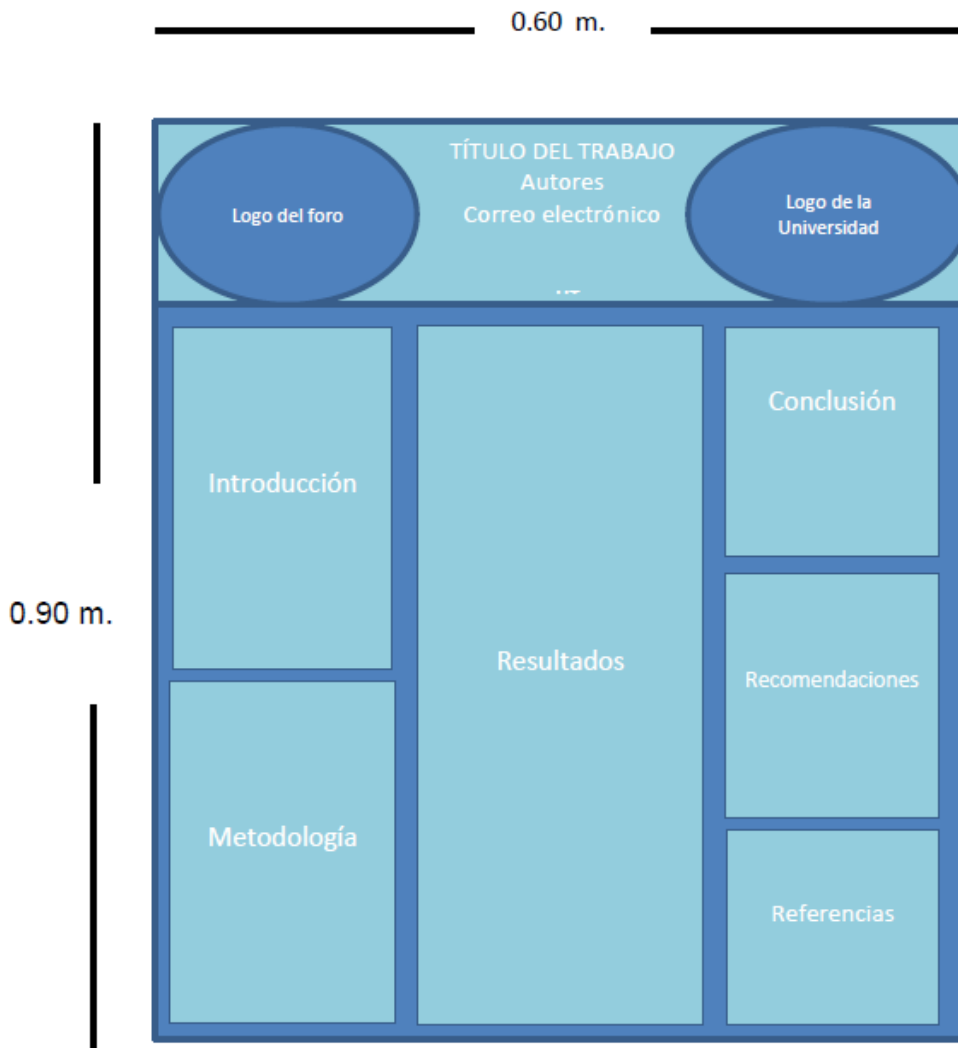 0.60 m.
TÍTULO DEL TRABAJO
Autores
Correo electrónico
Logo del foro
Logo de la
Universidad
Introducción
Metodología
Resultados
Conclusión
Recomendaciones
Referencias
0.90 m.